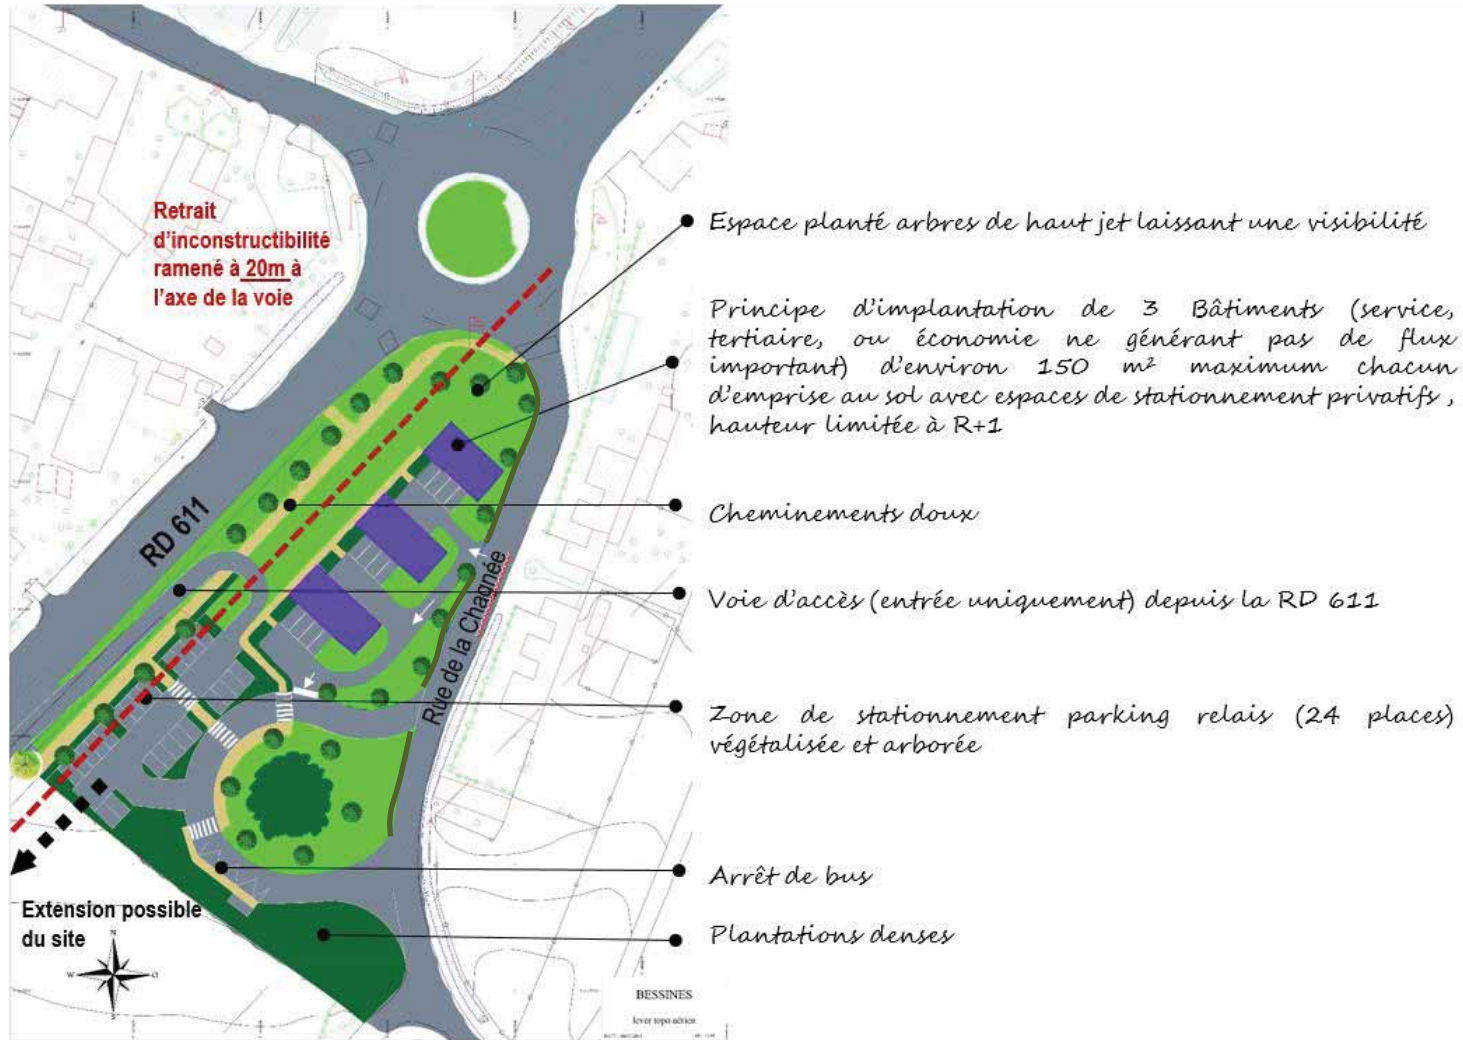 Retrait
d'inconstructibilité
ramené à 20m à
l'axe de la voie
RD 611
Rue de la Chagnée
Extension possible
du site
N
W
O
Espace planté arbres de haut jet laissant une visibilité
Principe d'implantation de 3 Bâtiments (service,
tertiaire, ou économie ne générant pas de flux
important) d'environ 150 m² maximum chacun
d'emprise au sol avec espaces de stationnement privatifs ,
hauteur limitée à R+1
Cheminements doux
Voie d'accès (entrée uniquement) depuis la RD 611
Zone de stationnement parking relais (24 places)
végétalisée et arborée
Arrêt de bus
Plantations denses
BESSINES
lever topo aérien